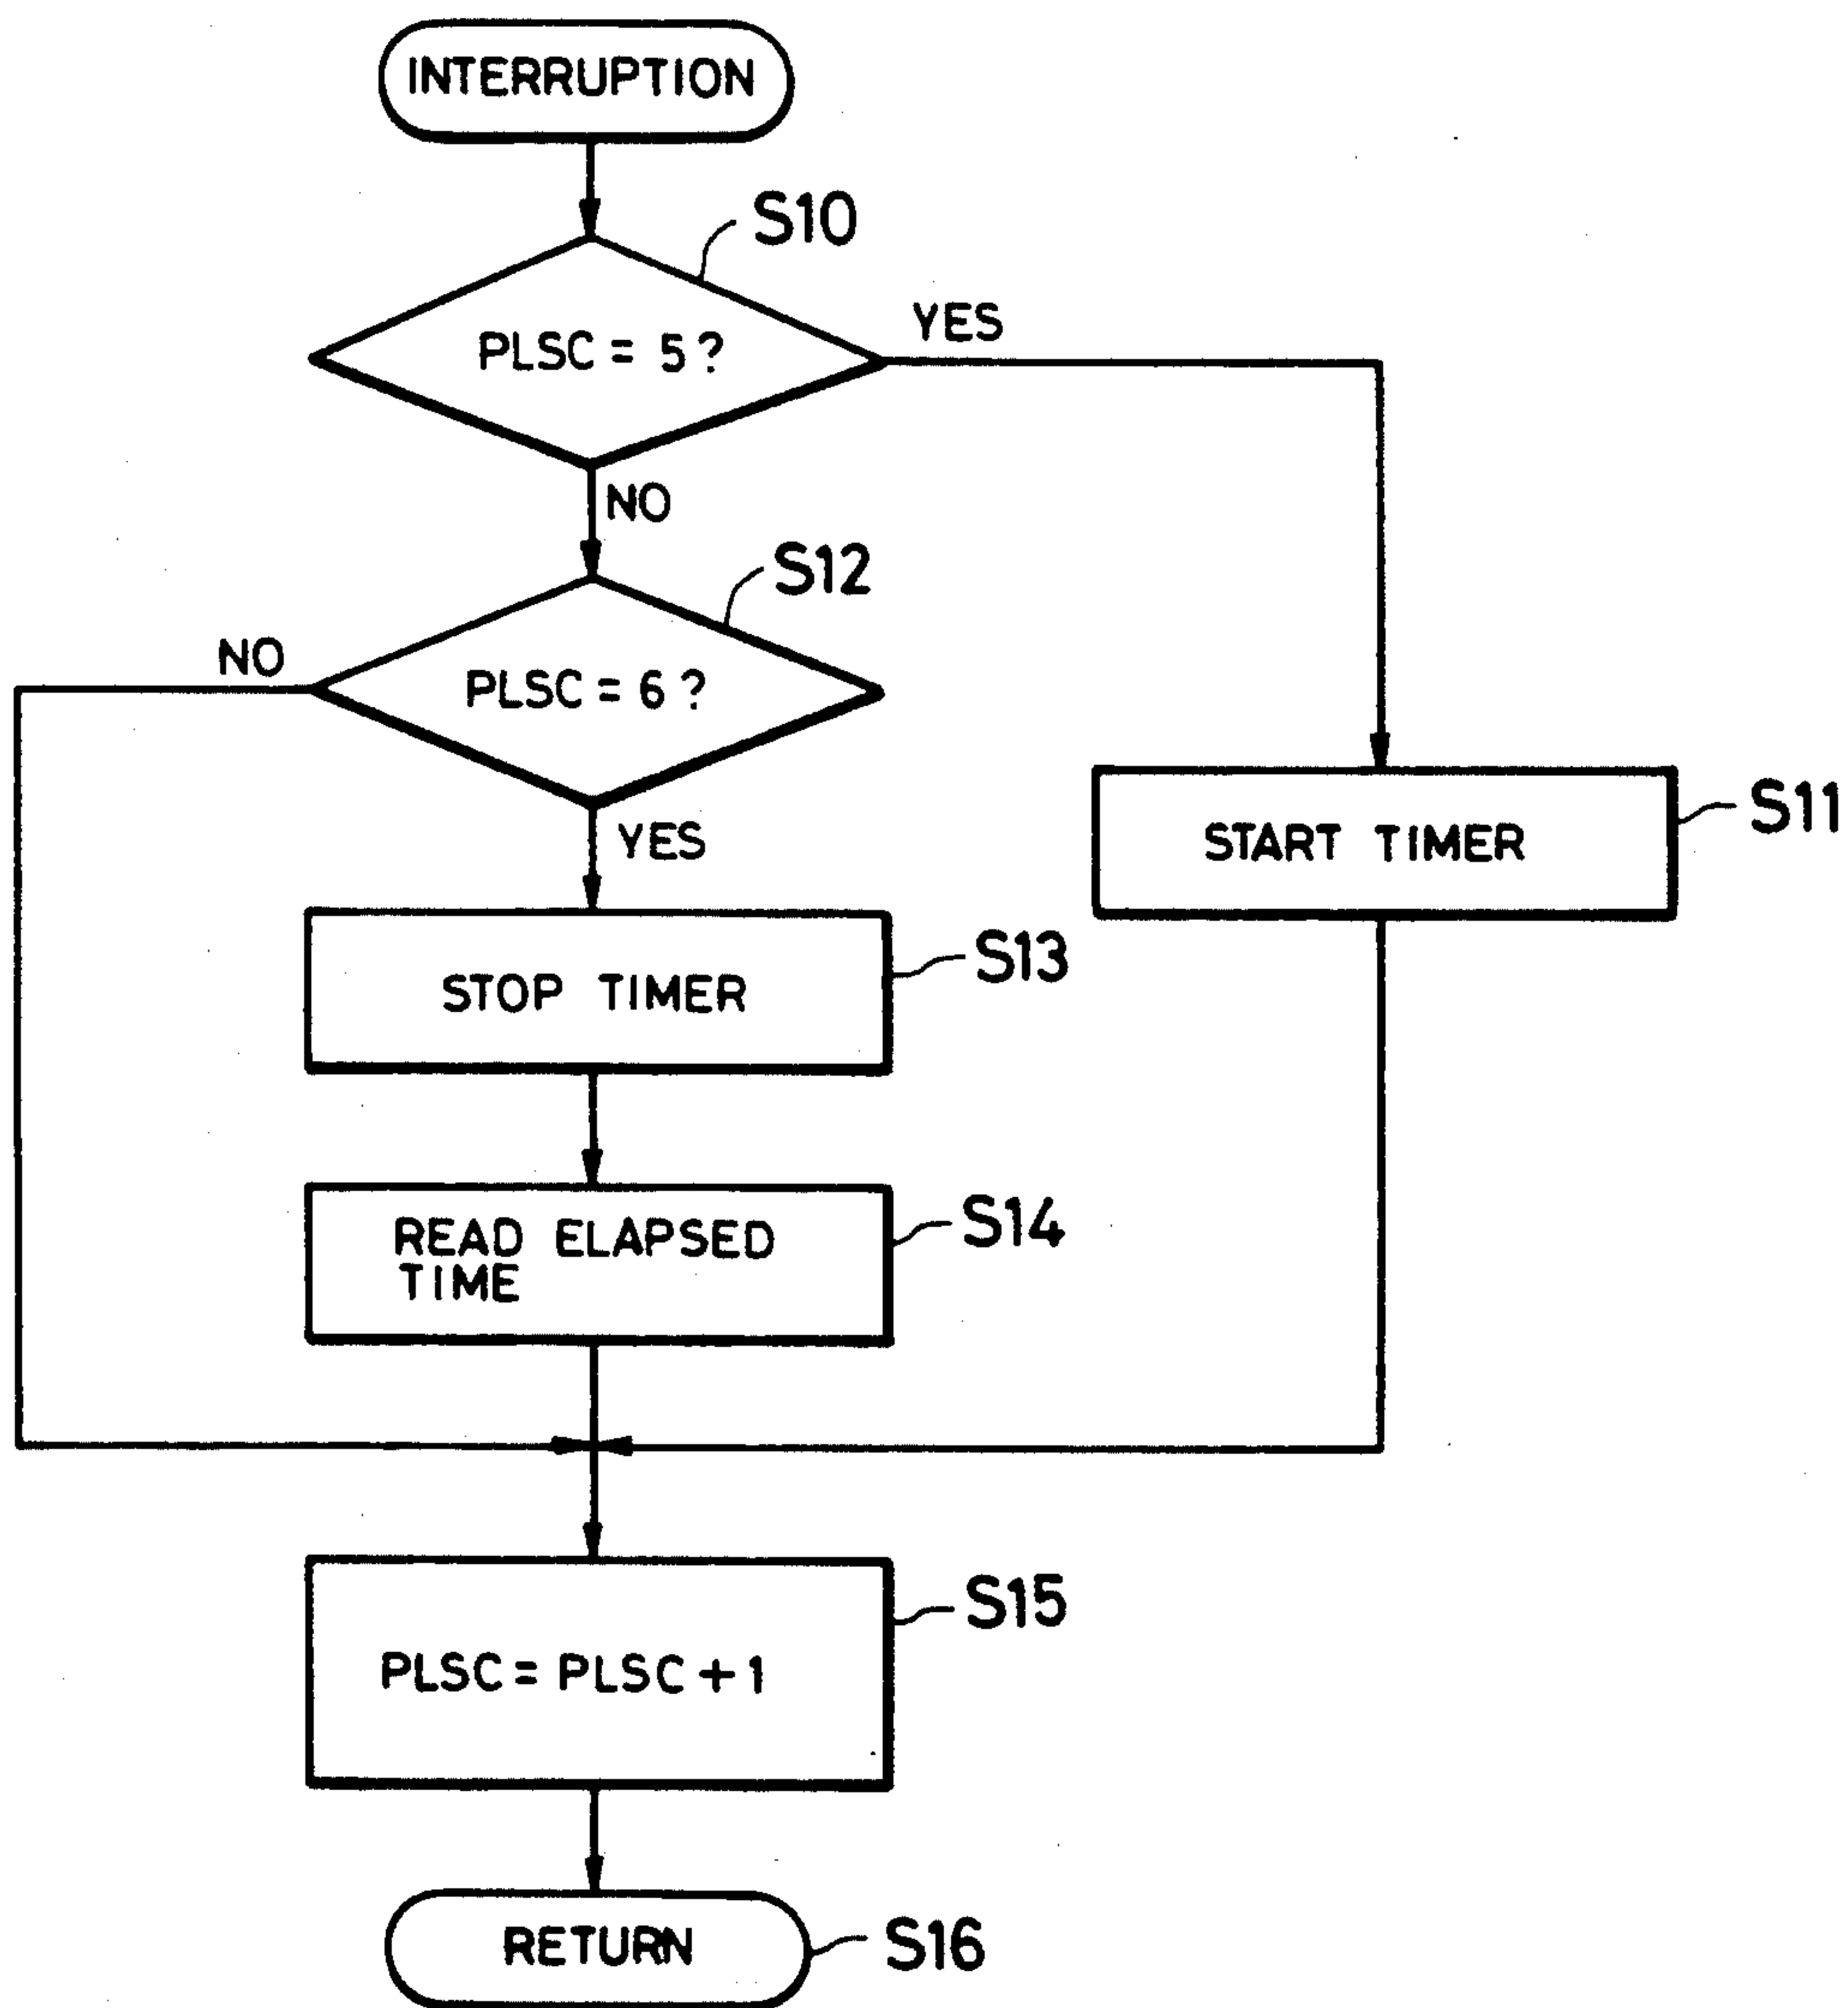 INTERRUPTION
S10
PLSC = 5 ?
YES
NO
S12
NO
PLSC = 6 ?
YES
START TIMER
S11
STOP TIMER
S13
READ ELAPSED
TIME
S14
PLSC = PLSC + 1
S15
RETURN
S16